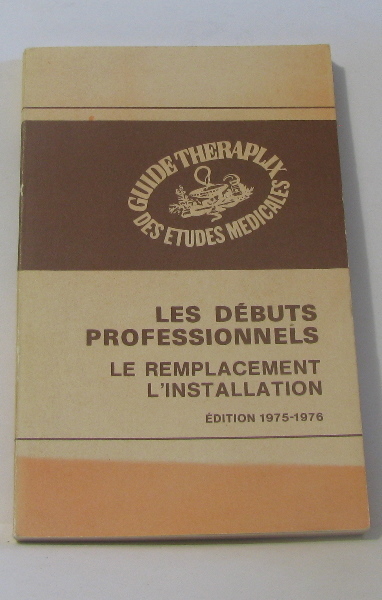 GUIDE THERAPLIX
DES ETUDES MEDICALES
LES DÉBUTS
PROFESSIONNELS
LE REMPLACEMENT
L'INSTALLATION
ÉDITION 1975-1976